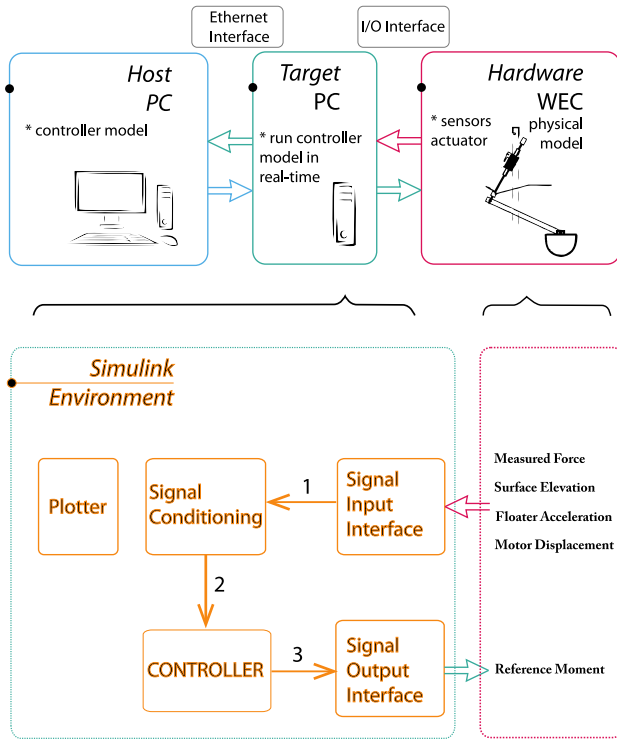 Ethernet
Interface
I/O Interface
Host
PC
* controller model
Target
PC
* run controller
model in
real-time
Hardware
WEC
* sensors
actuator
physical
model
Simulink
Environment
Plotter
Signal
Conditioning
1
Signal
Input
Interface
Measured Force
Surface Elevation
Floater Acceleration
Motor Displacement
2
CONTROLLER
3
Signal
Output
Interface
Reference Moment